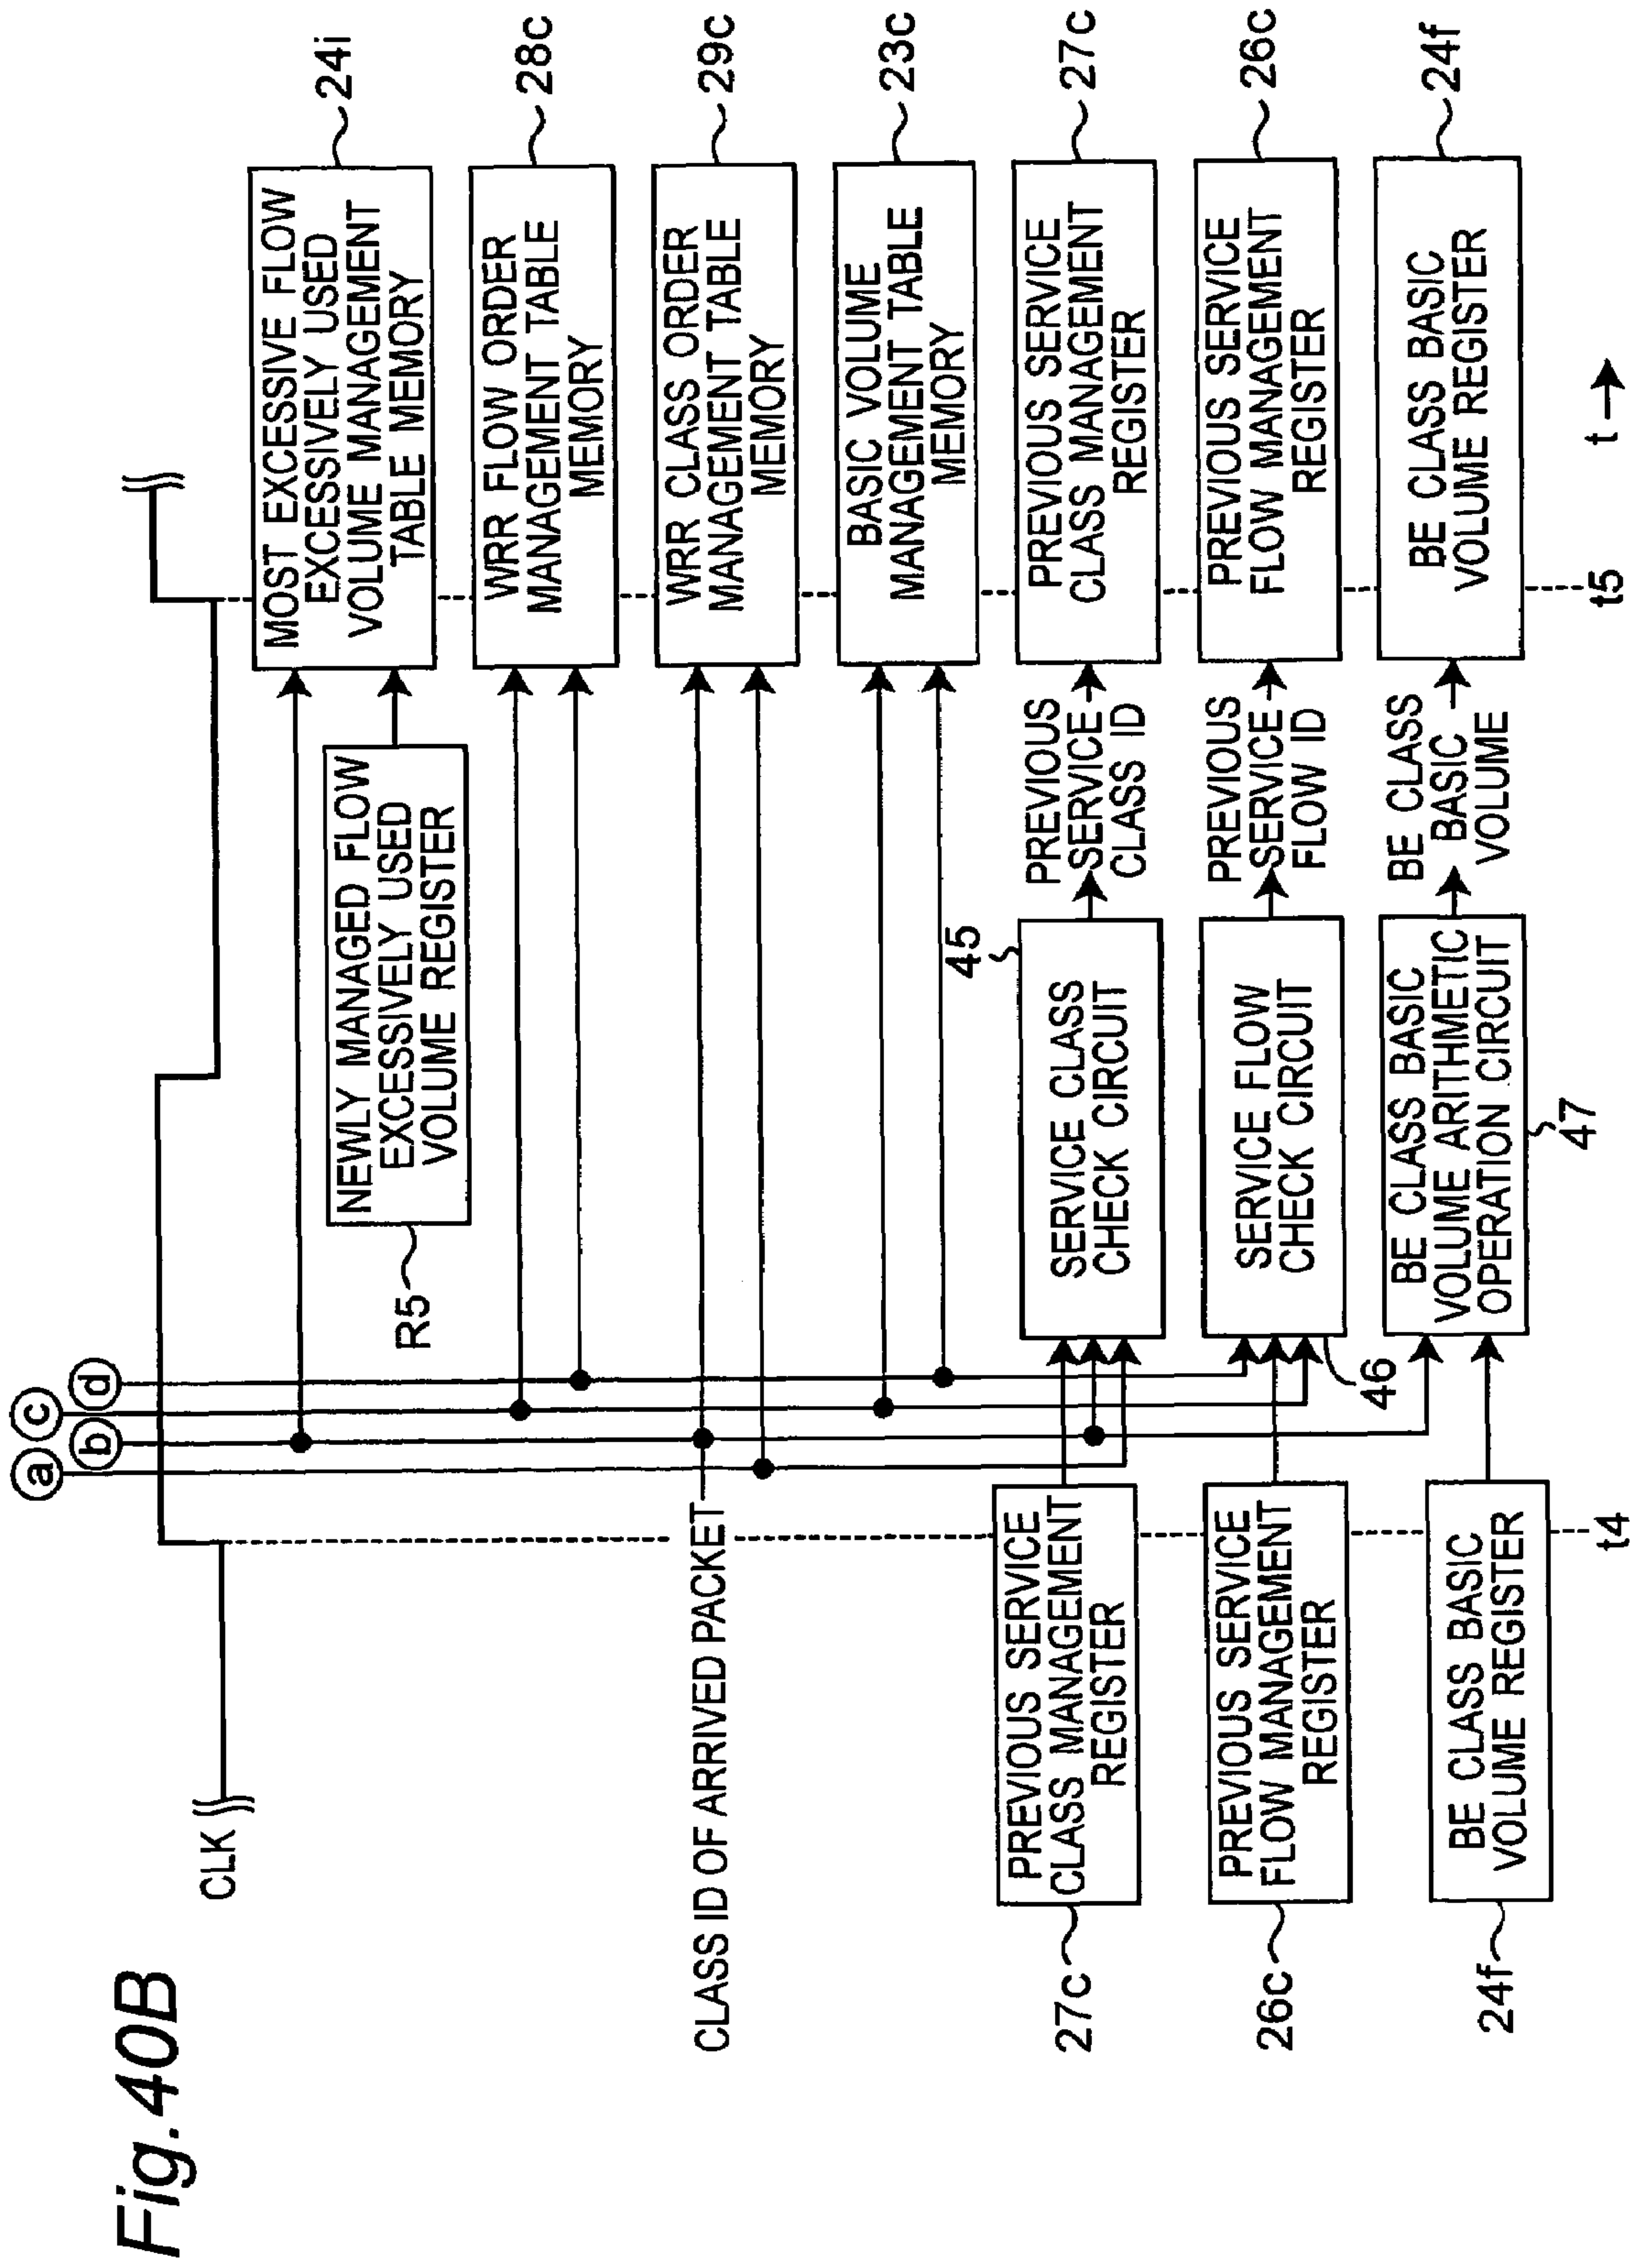 Fig.40B
CLK
a
b
c
d
MOST EXCESSIVE FLOW
EXCESSIVELY USED
VOLUME MANAGEMENT
TABLE MEMORY
24i
NEWLY MANAGED FLOW
EXCESSIVELY USED
VOLUME REGISTER
R5
WRR FLOW ORDER
MANAGEMENT TABLE
MEMORY
28c
CLASS ID OF ARRIVED PACKET
WRR CLASS ORDER
MANAGEMENT TABLE
MEMORY
29c
BASIC VOLUME
MANAGEMENT TABLE
MEMORY
23c
27c
PREVIOUS SERVICE
CLASS MANAGEMENT
REGISTER
45
SERVICE CLASS
CHECK CIRCUIT
PREVIOUS
SERVICE
CLASS ID
PREVIOUS SERVICE
CLASS MANAGEMENT
REGISTER
27c
26c
PREVIOUS SERVICE
FLOW MANAGEMENT
REGISTER
SERVICE FLOW
CHECK CIRCUIT
46
PREVIOUS
SERVICE
FLOW ID
PREVIOUS SERVICE
FLOW MANAGEMENT
REGISTER
26c
24f
BE CLASS BASIC
VOLUME REGISTER
BE CLASS BASIC
VOLUME ARITHMETIC
OPERATION CIRCUIT
47
BE CLASS
BASIC
VOLUME
BE CLASS BASIC
VOLUME REGISTER
24f
t4
t5
t